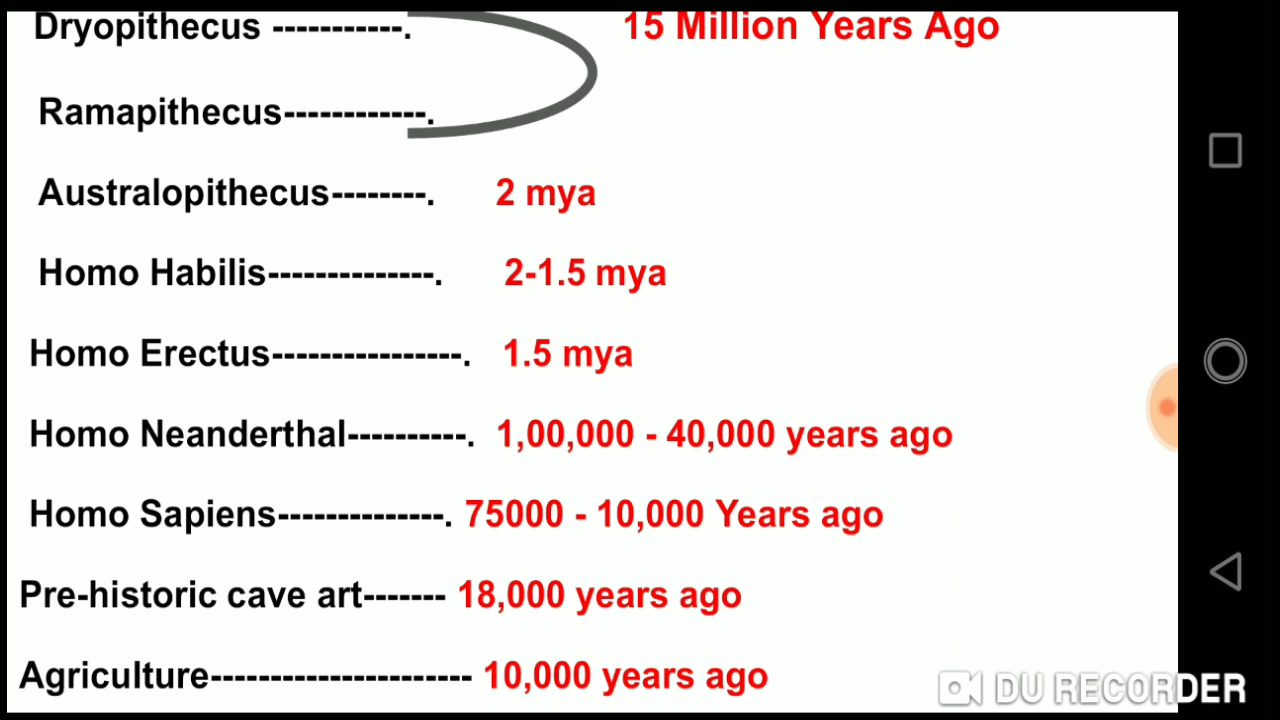 Dryopithecus -----------. 15 Million Years Ago
Ramapithecus------------.
Australopithecus--------. 2 mya
Homo Habilis--------------. 2-1.5 mya
Homo Erectus----------------. 1.5 mya
Homo Neanderthal----------. 1,00,000 - 40,000 years ago
Homo Sapiens--------------. 75000 - 10,000 Years ago
Pre-historic cave art------- 18,000 years ago
Agriculture---------------------- 10,000 years ago
DU RECORDER